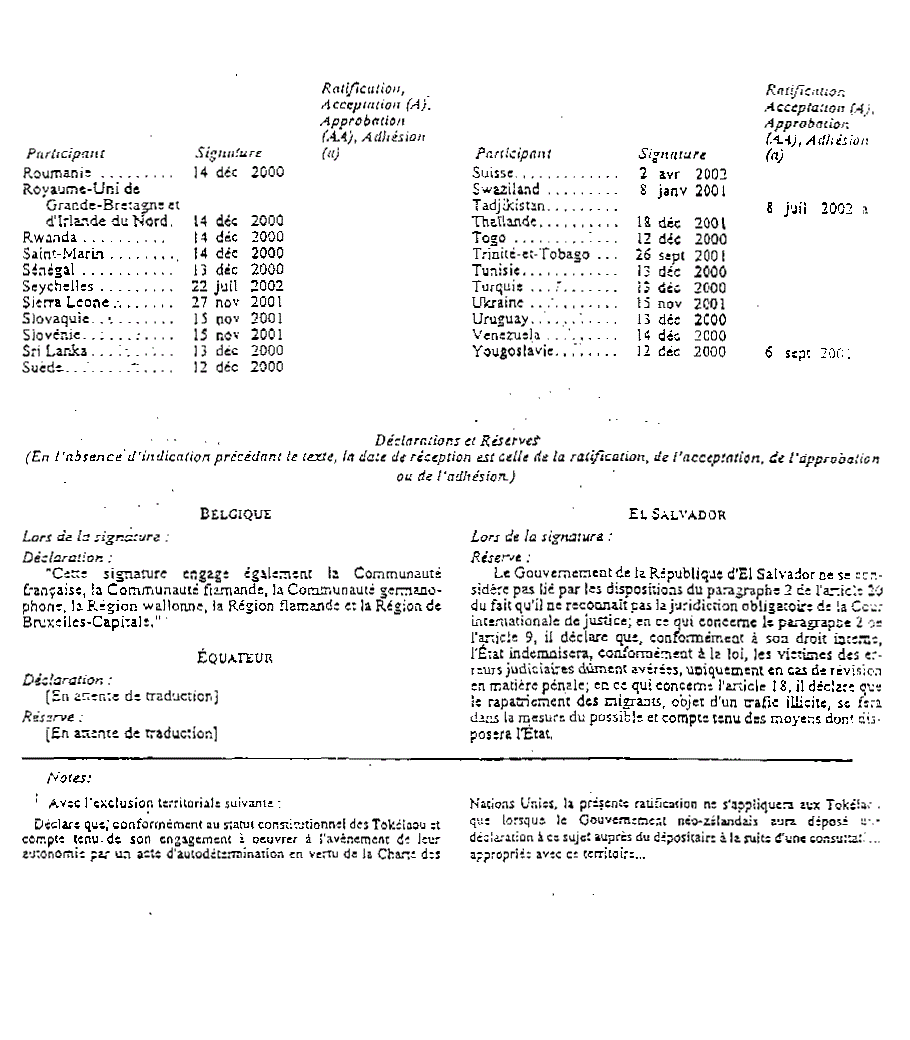 Ratification,
Acceptation (A),
Approbation
(AA), Adhésion
Participant Signature (a)
Roumanie . . . . . . . . . 14 déc 2000
Royaume-Uni de
Grande-Bretagne et
d'Irlande du Nord. 14 déc 2000
Rwanda . . . . . . . . . . 14 déc 2000
Saint-Marin . . . . . . . . 14 déc 2000
Sénégal . . . . . . . . . . . 13 déc 2000
Seychelles . . . . . . . . . 22 juil 2002
Sierra Leone . . . . . . . 27 nov 2001
Slovaquie. . . . . . . . . . 15 nov 2001
Slovénie. . . . . . . . . . . 15 nov 2001
Sri Lanka . . . . . . . . . . 13 déc 2000
Suède. . . . . . . . . . . . . 12 déc 2000
Ratification
Acceptation (A),
Approbation
(AA), Adhésion
Participant Signature (a)
Suisse. . . . . . . . . . . . . 2 avr 2002
Swaziland . . . . . . . . . 8 janv 2001
Tadjikistan. . . . . . . . . 8 juil 2002 a
Thaïlande. . . . . . . . . . 18 déc 2001
Togo . . . . . . . . . . . . . 12 déc 2000
Trinité-et-Tobago . . . 26 sept 2001
Tunisie. . . . . . . . . . . . 13 déc 2000
Turquie . . . . . . . . . . . 13 déc 2000
Ukraine . . . . . . . . . . . 15 nov 2001
Uruguay. . . . . . . . . . . 13 déc 2000
Venezuela . . . . . . . . . 14 déc 2000
Yougoslavie. . . . . . . . 12 déc 2000 6 sept
Déclarations et Réserves
(En l'absence d'indication précédant le texte, la date de réception est celle de la ratification, de l'acceptation, de l'approbation
ou de l'adhésion.)
BELGIQUE
Lors de la signature :
Déclaration :
"Cette signature engage également la Communauté
française, la Communauté flamande, la Communauté germano-
phone, la Région wallonne, la Région flamande et la Région de
Bruxelles-Capitale."
ÉQUATEUR
Déclaration :
[En attente de traduction]
Réserve :
[En attente de traduction]
EL SALVADOR
Lors de la signature :
Réserve :
Le Gouvernement de la République d'El Salvador ne se con-
sidère pas lié par les dispositions du paragraphe 2 de l'article 20
du fait qu'il ne reconnaît pas la juridiction obligatoire de la Cour
internationale de justice; en ce qui concerne le paragraphe 2 de
l'article 9, il déclare que, conformément à son droit interne,
l'État indemnisera, conformément à la loi, les victimes des er-
reurs judiciaires dûment avérées, uniquement en cas de révision
en matière pénale; en ce qui concerne l'article 18, il déclare que
le rapatriement des migrants, objet d'un trafic illicite, se fera
dans la mesure du possible et compte tenu des moyens dont dis-
posera l'État.
Notes:
1 Avec l'exclusion territoriale suivante :
Déclare que, conformément au statut constitutionnel des Tokélaou et
compte tenu de son engagement à oeuvrer à l'avènement de leur
autonomie par un acte d'autodétermination en vertu de la Charte des
Nations Unies, la présente ratification ne s'appliquera aux
que lorsque le Gouvernement néo-zélandais aura déposé une
déclaration à ce sujet auprès du dépositaire à la suite d'une
appropriée avec ce territoire...